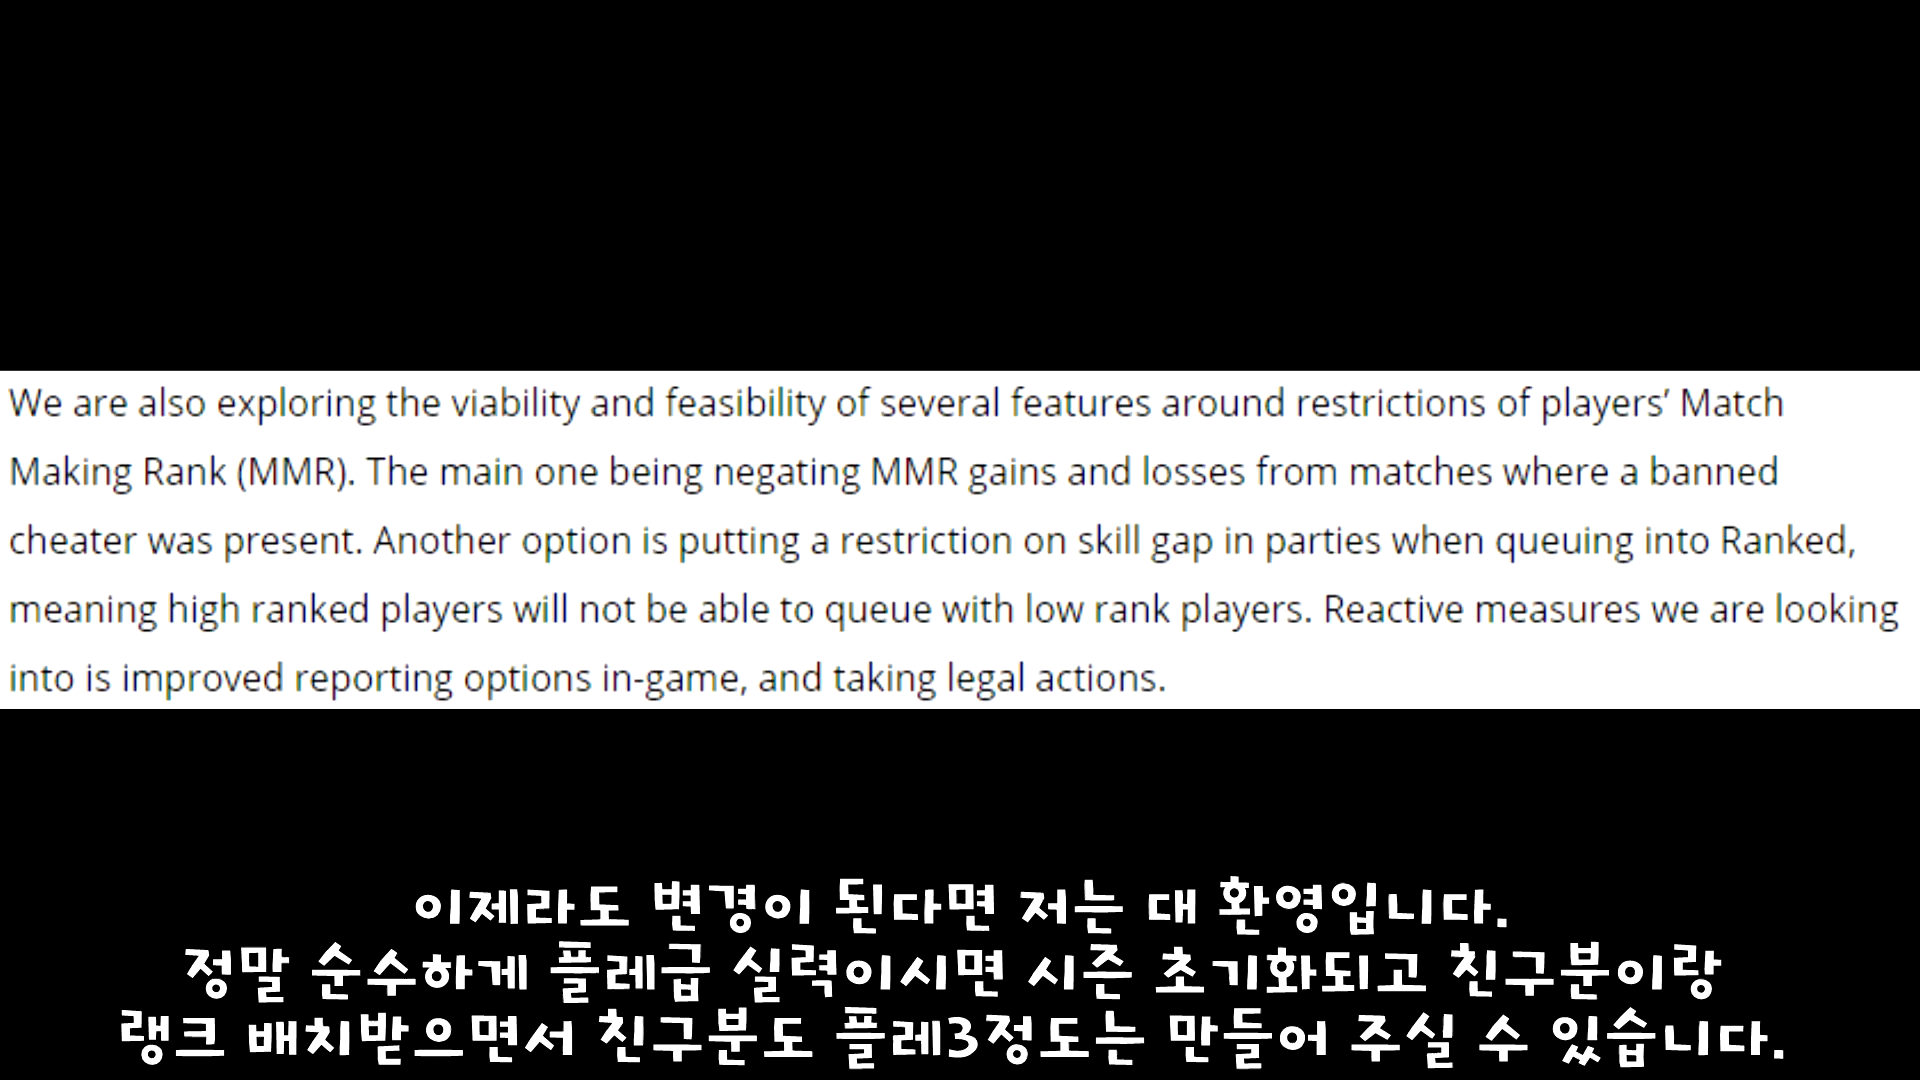 We are also exploring the viability and feasibility of several features around restrictions of players’ Match
Making Rank (MMR). The main one being negating MMR gains and losses from matches where a banned
cheater was present. Another option is putting a restriction on skill gap in parties when queuing into Ranked,
meaning high ranked players will not be able to queue with low rank players. Reactive measures we are looking
into is improved reporting options in-game, and taking legal actions.
이제라도 변경이 된다면 저는 대 환영입니다.
정말 순수하게 플레급 실력이시면 시즌 초기화되고 친구분이랑
랭크 배치받으면서 친구분도 플레3정도는 만들어 주실 수 있습니다.